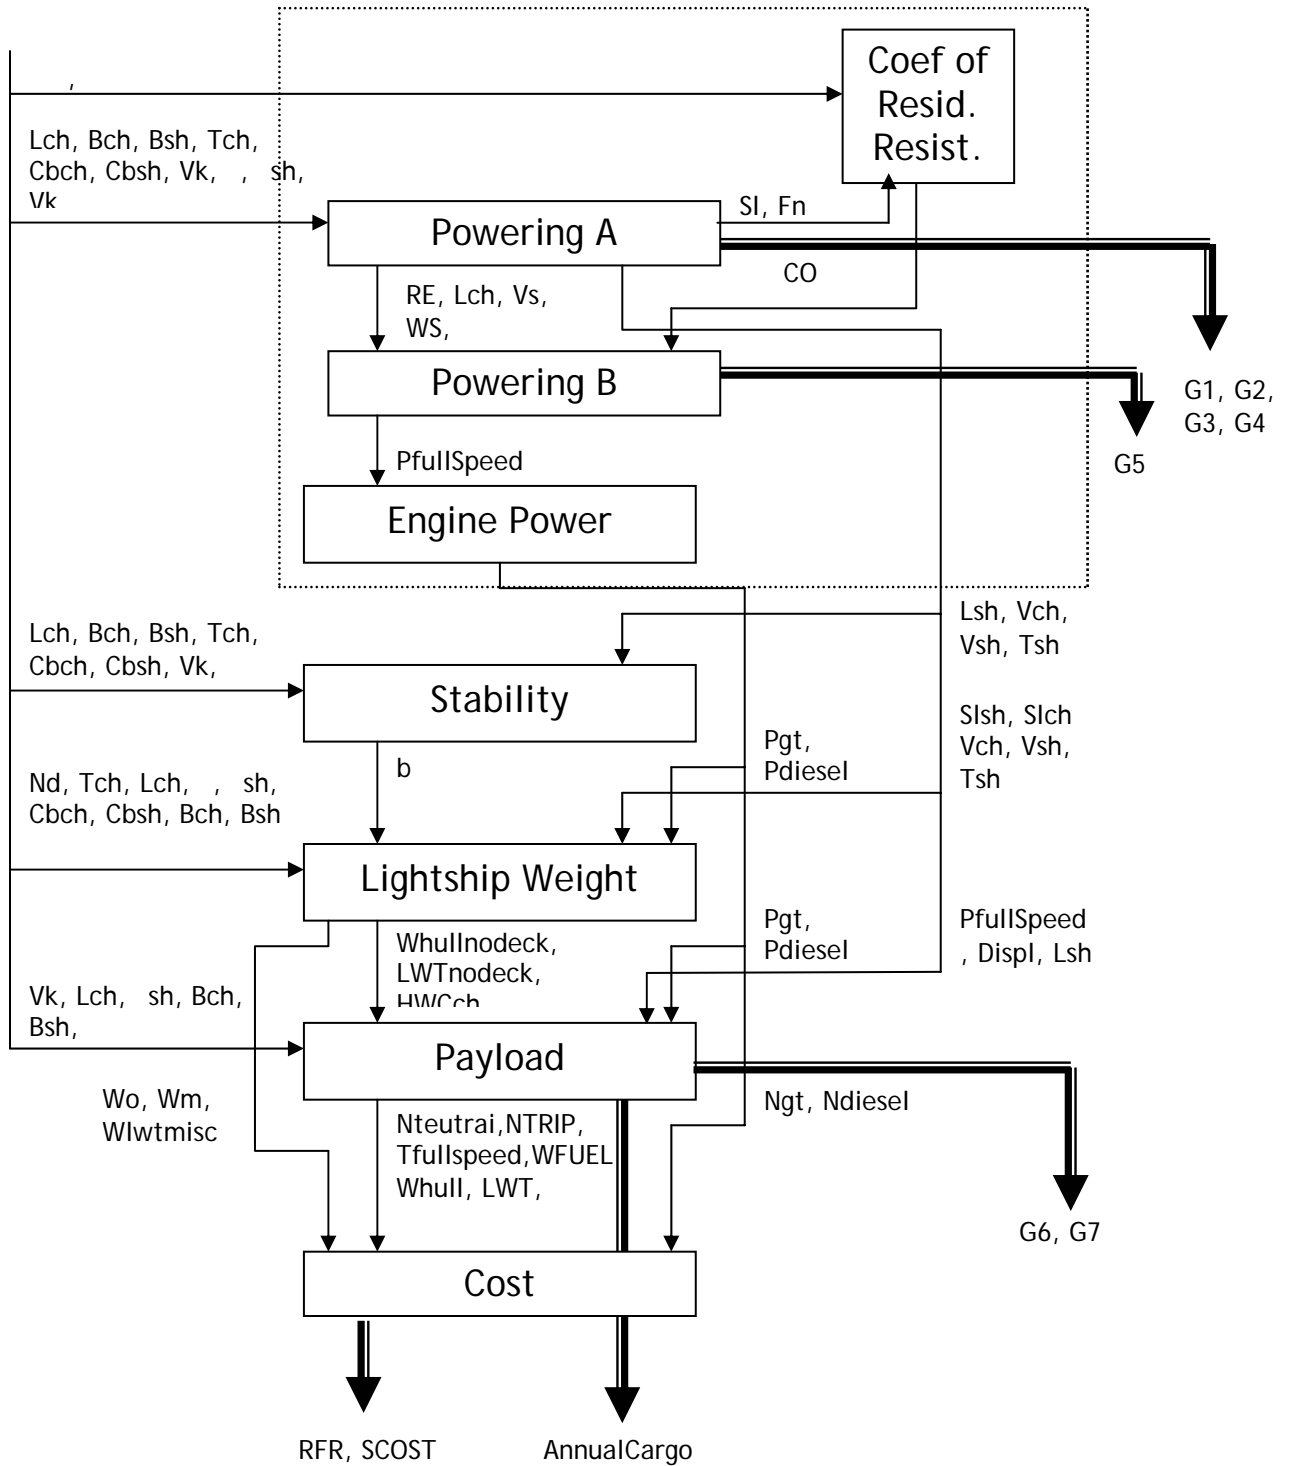 Coef of
Resid.
Resist.
,
Lch, Bch, Bsh, Tch,
Cbch, Cbsh, Vk, , sh,
Vk
SI, Fn
Powering A
CO
RE, Lch, Vs,
WS,
Powering B
G1, G2,
G3, G4
G5
PfullSpeed
Engine Power
Lsh, Vch,
Vsh, Tsh
Lch, Bch, Bsh, Tch,
Cbch, Cbsh, Vk,
Stability
SIsh, SIch
Vch, Vsh,
Tsh
Pgt,
Pdiesel
b
Nd, Tch, Lch, , sh,
Cbch, Cbsh, Bch, Bsh
Lightship Weight
Pgt,
Pdiesel
PfullSpeed
, Displ, Lsh
Whullnodeck,
LWTnodeck,
HWCch
Vk, Lch, sh, Bch,
Bsh,
Payload
Wo, Wm,
Wlwtmisc
Ngt, Ndiesel
Nteutrai,NTRIP,
Tfullspeed,WFUEL
Whull, LWT,
G6, G7
Cost
RFR, SCOST
AnnualCargo